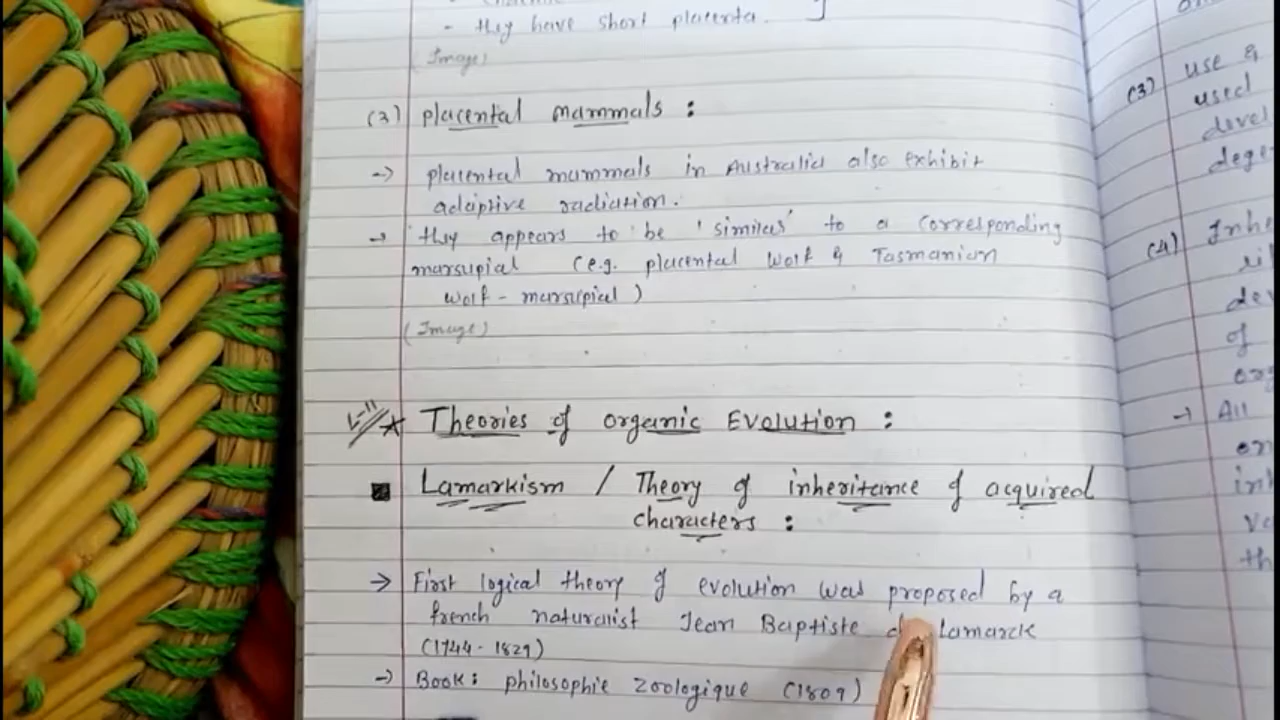 - they have short placenta.
(Image)
(3) placental mammals :
→ placental mammals in Australia also exhibit
adaptive radiation.
→ they appears to be 'similar' to a corresponding
marsupial (e.g. placental wolf & Tasmanian
wolf - marsupial)
(Image)
L-11 ★ Theories of organic Evolution :
■ Lamarkism / Theory of inheritance of acquired
characters :
→ First logical theory of evolution was proposed by a
french naturalist Jean Baptiste Lamarck
(1744 - 1829)
→ Book : philosophie zoologique (1809)
(3) use &
used
(4)
of
→ All